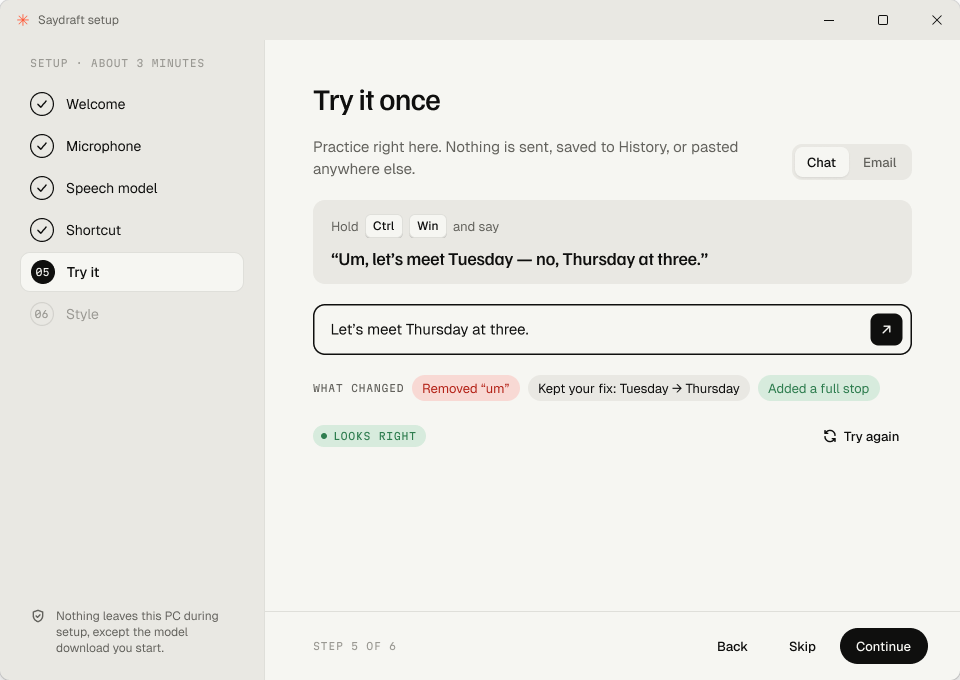 Saydraft setup
SETUP · ABOUT 3 MINUTES
Welcome
Microphone
Speech model
Shortcut
05 Try it
06 Style
Nothing leaves this PC during
setup, except the model
download you start.
Try it once
Practice right here. Nothing is sent, saved to History, or pasted
anywhere else.
Chat Email
Hold Ctrl Win and say
“Um, let’s meet Tuesday — no, Thursday at three.”
Let’s meet Thursday at three.
WHAT CHANGED Removed “um” Kept your fix: Tuesday → Thursday Added a full stop
LOOKS RIGHT Try again
STEP 5 OF 6 Back Skip Continue